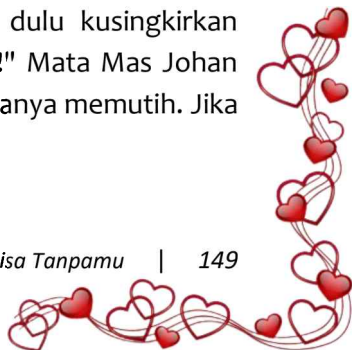 dulu kusingkirkan
!" Mata Mas Johan
anya memutih. Jika
isa Tanpamu | 149